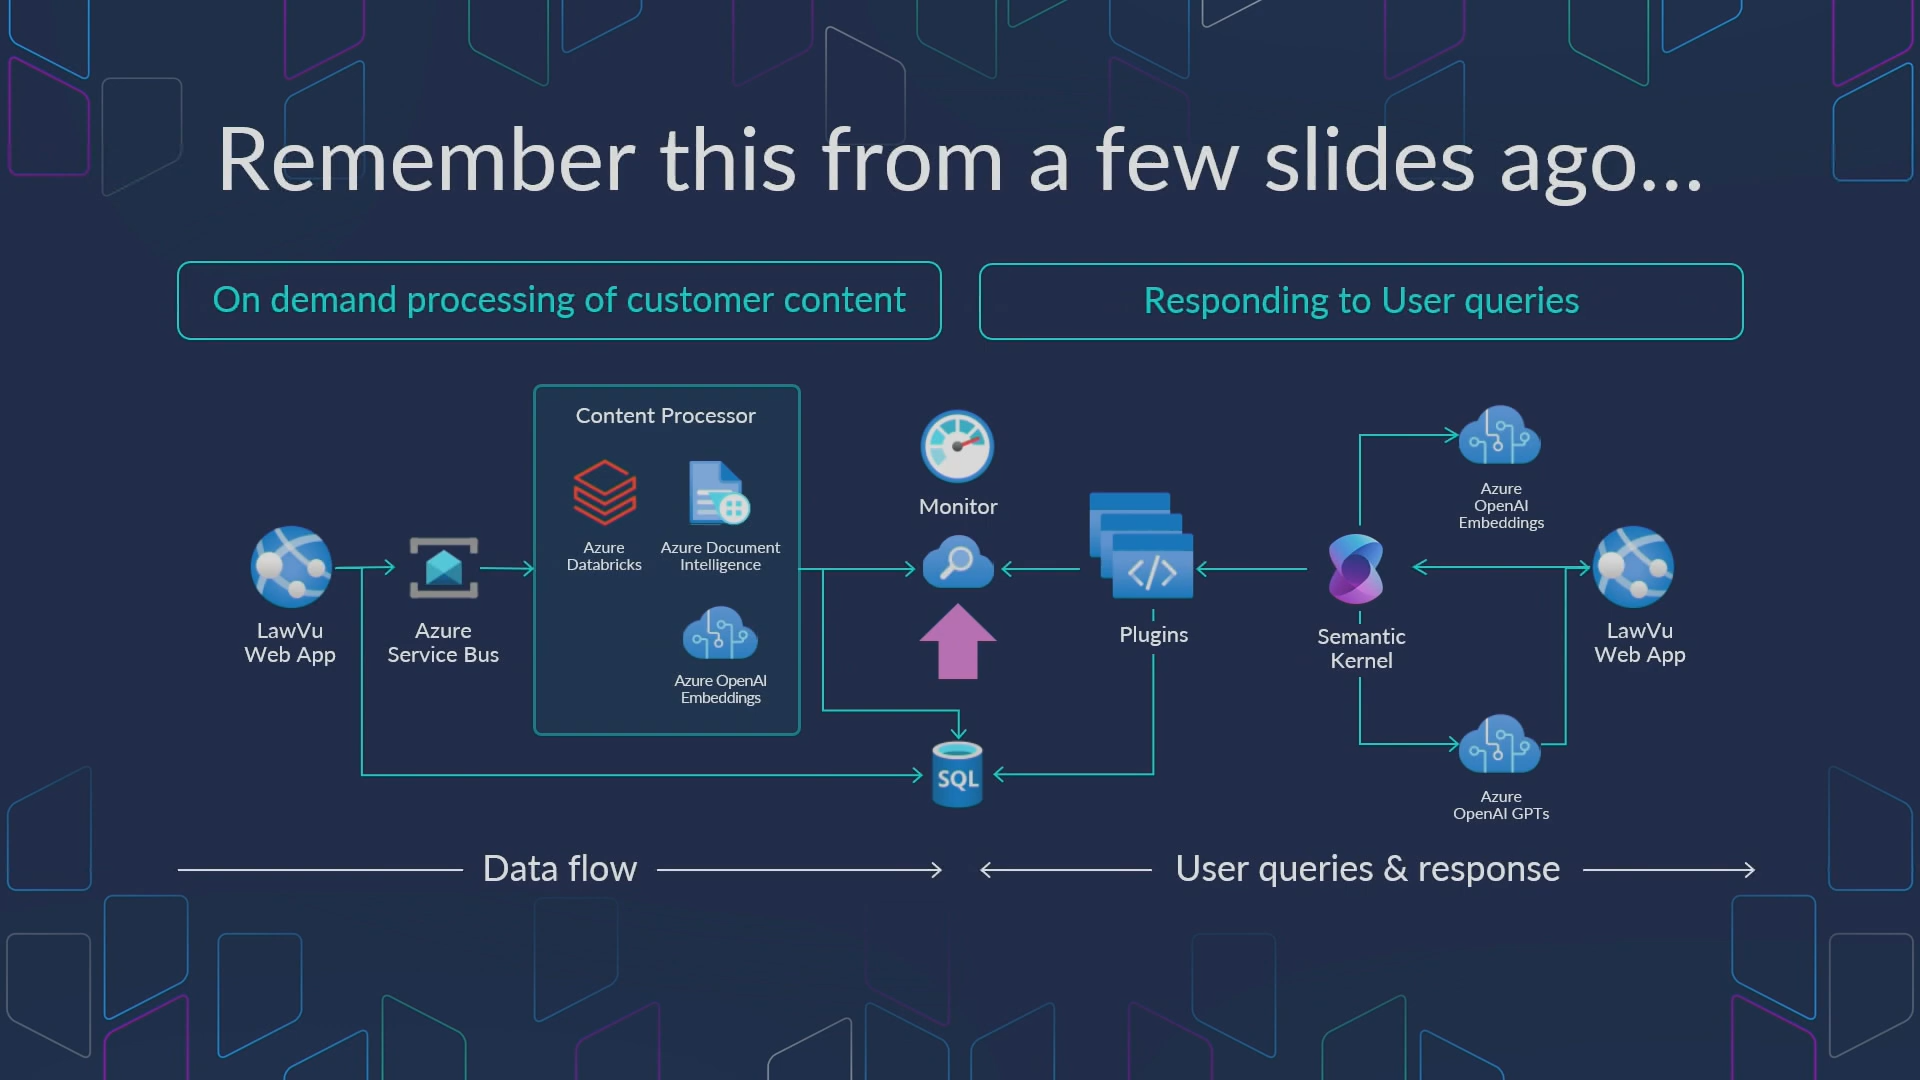 Remember this from a few slides ago...
On demand processing of customer content
Responding to User queries
Content Processor
Azure
Databricks
Azure Document
Intelligence
Azure OpenAI
Embeddings
LawVu
Web App
Azure
Service Bus
Monitor
SQL
</>
Plugins
Semantic
Kernel
Azure
OpenAI
Embeddings
LawVu
Web App
Azure
OpenAI GPTs
Data flow
User queries & response